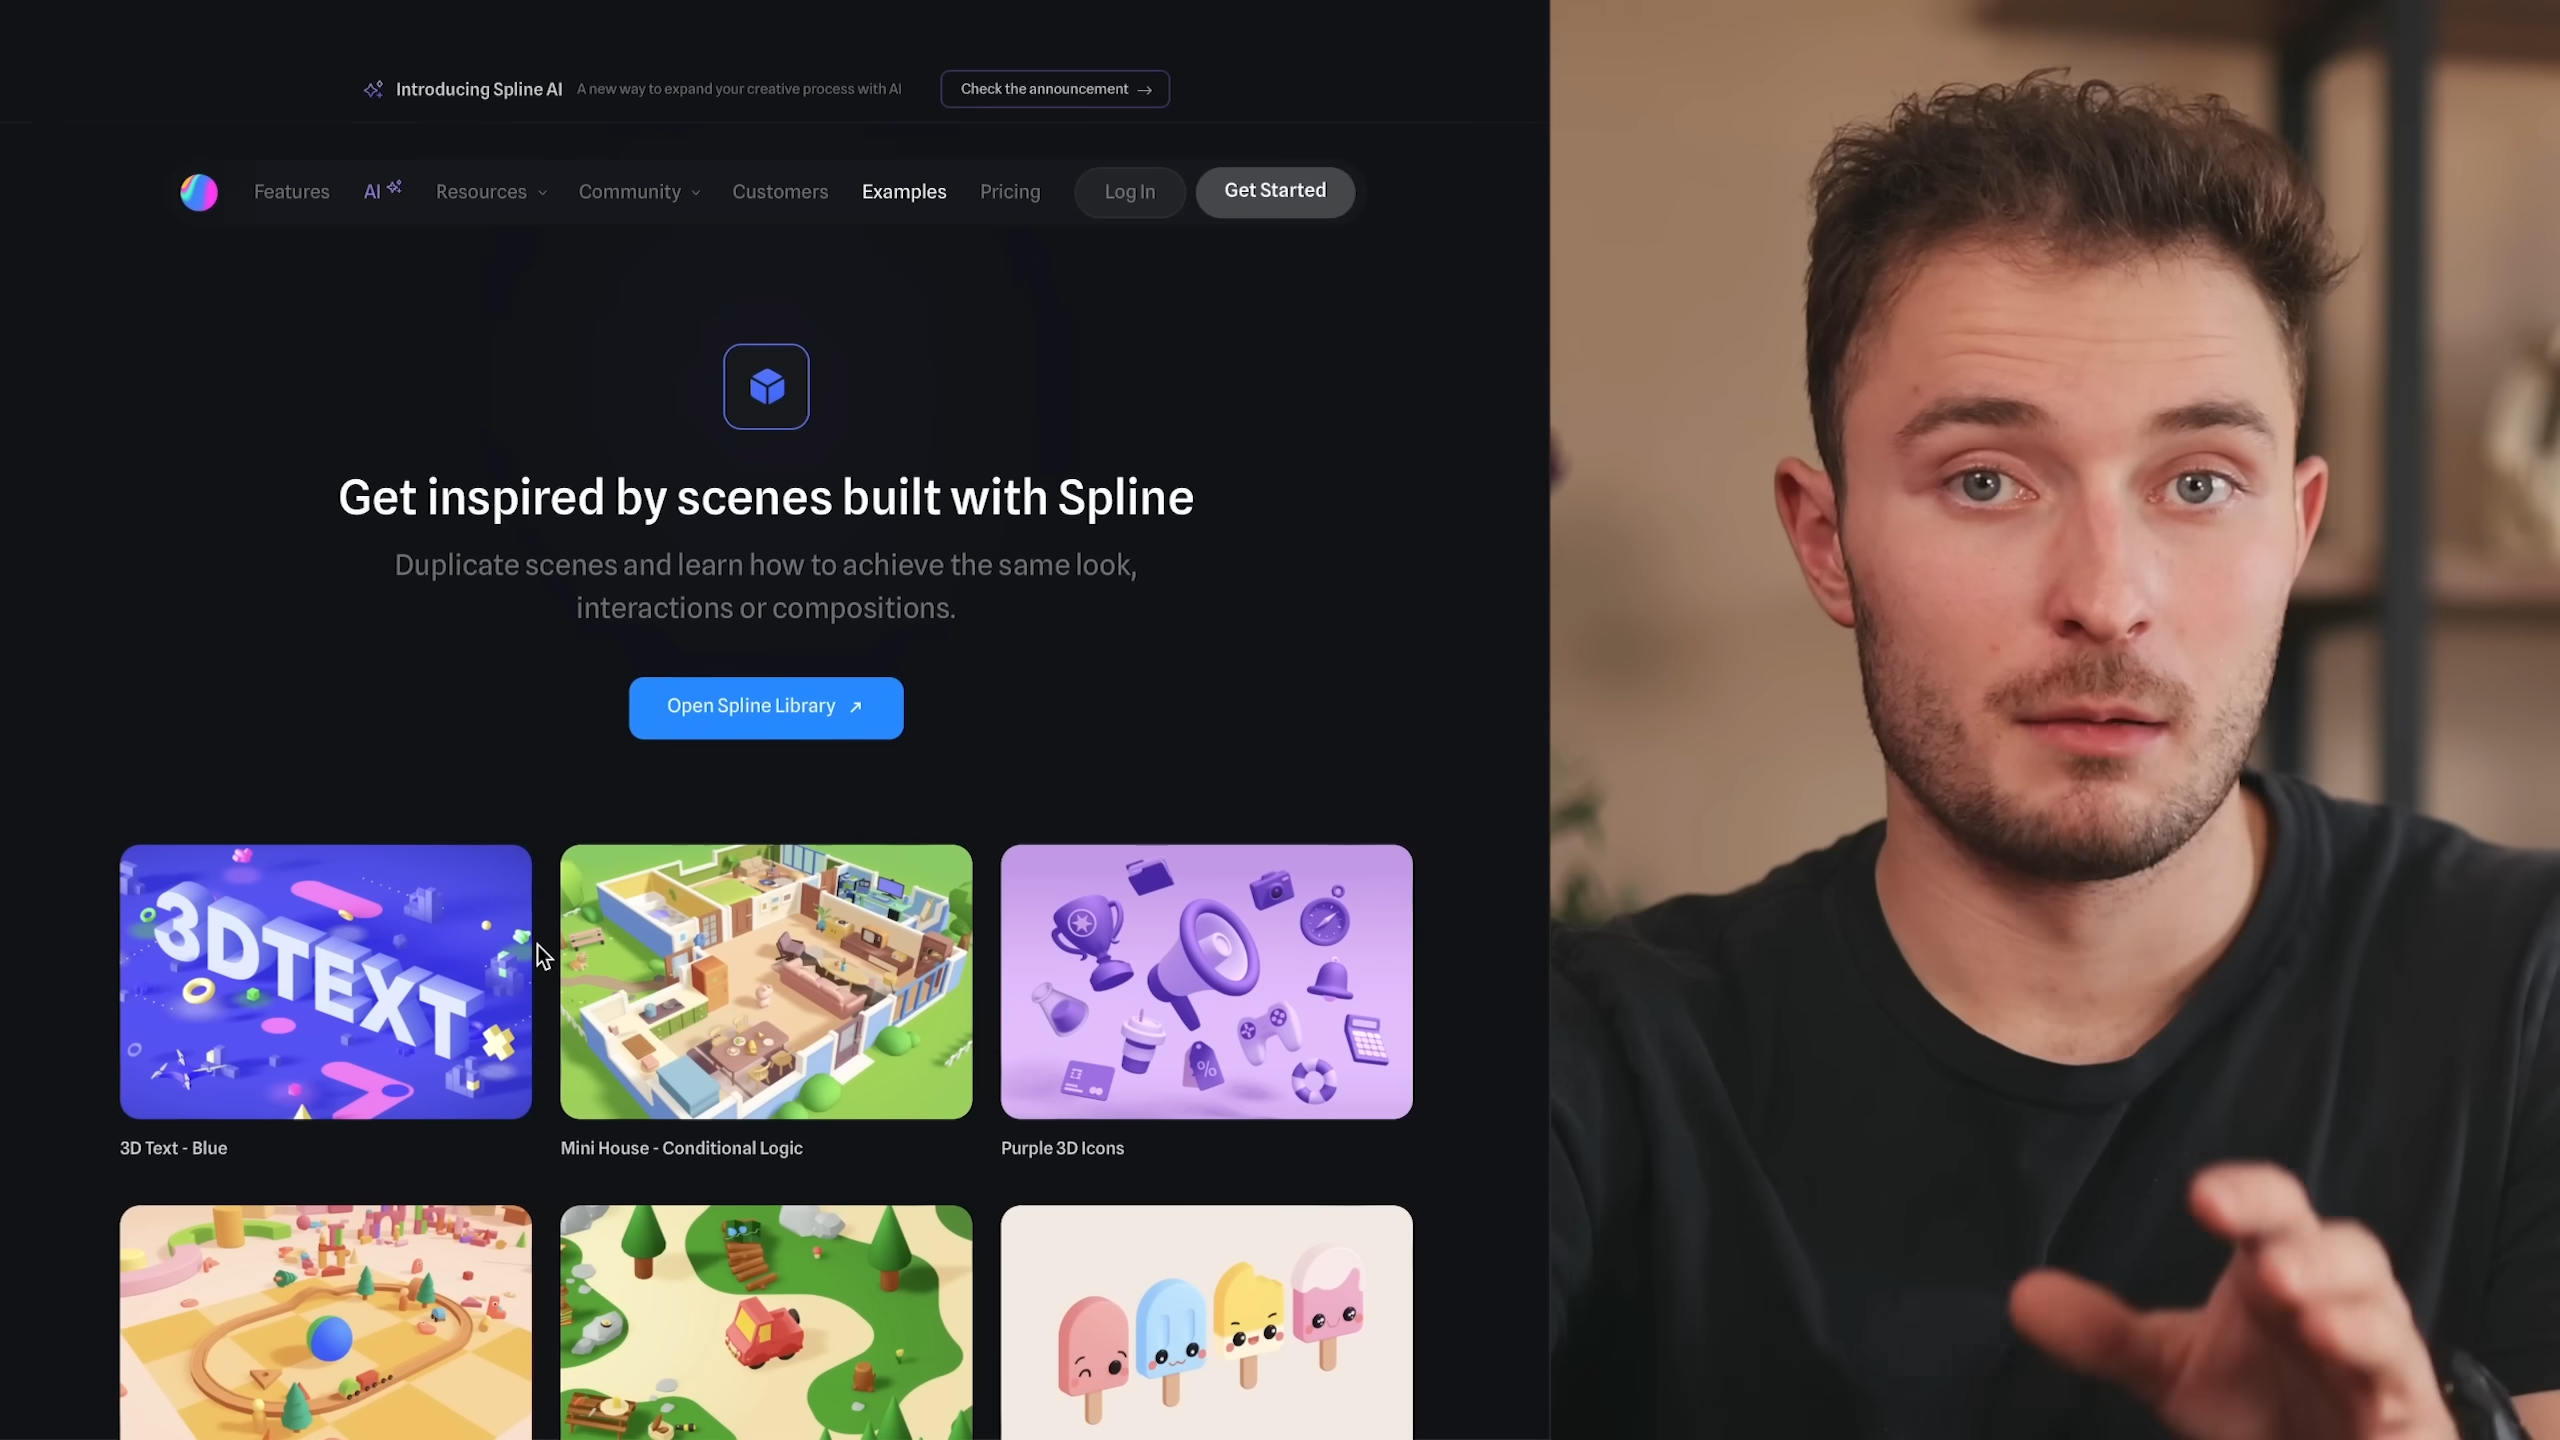 Introducing Spline AI A new way to expand your creative process with AI Check the announcement →
Features AI Resources Community Customers Examples Pricing Log In Get Started
Get inspired by scenes built with Spline
Duplicate scenes and learn how to achieve the same look,
interactions or compositions.
Open Spline Library ↗
3DTEXT
%
3D Text - Blue
Mini House - Conditional Logic
Purple 3D Icons